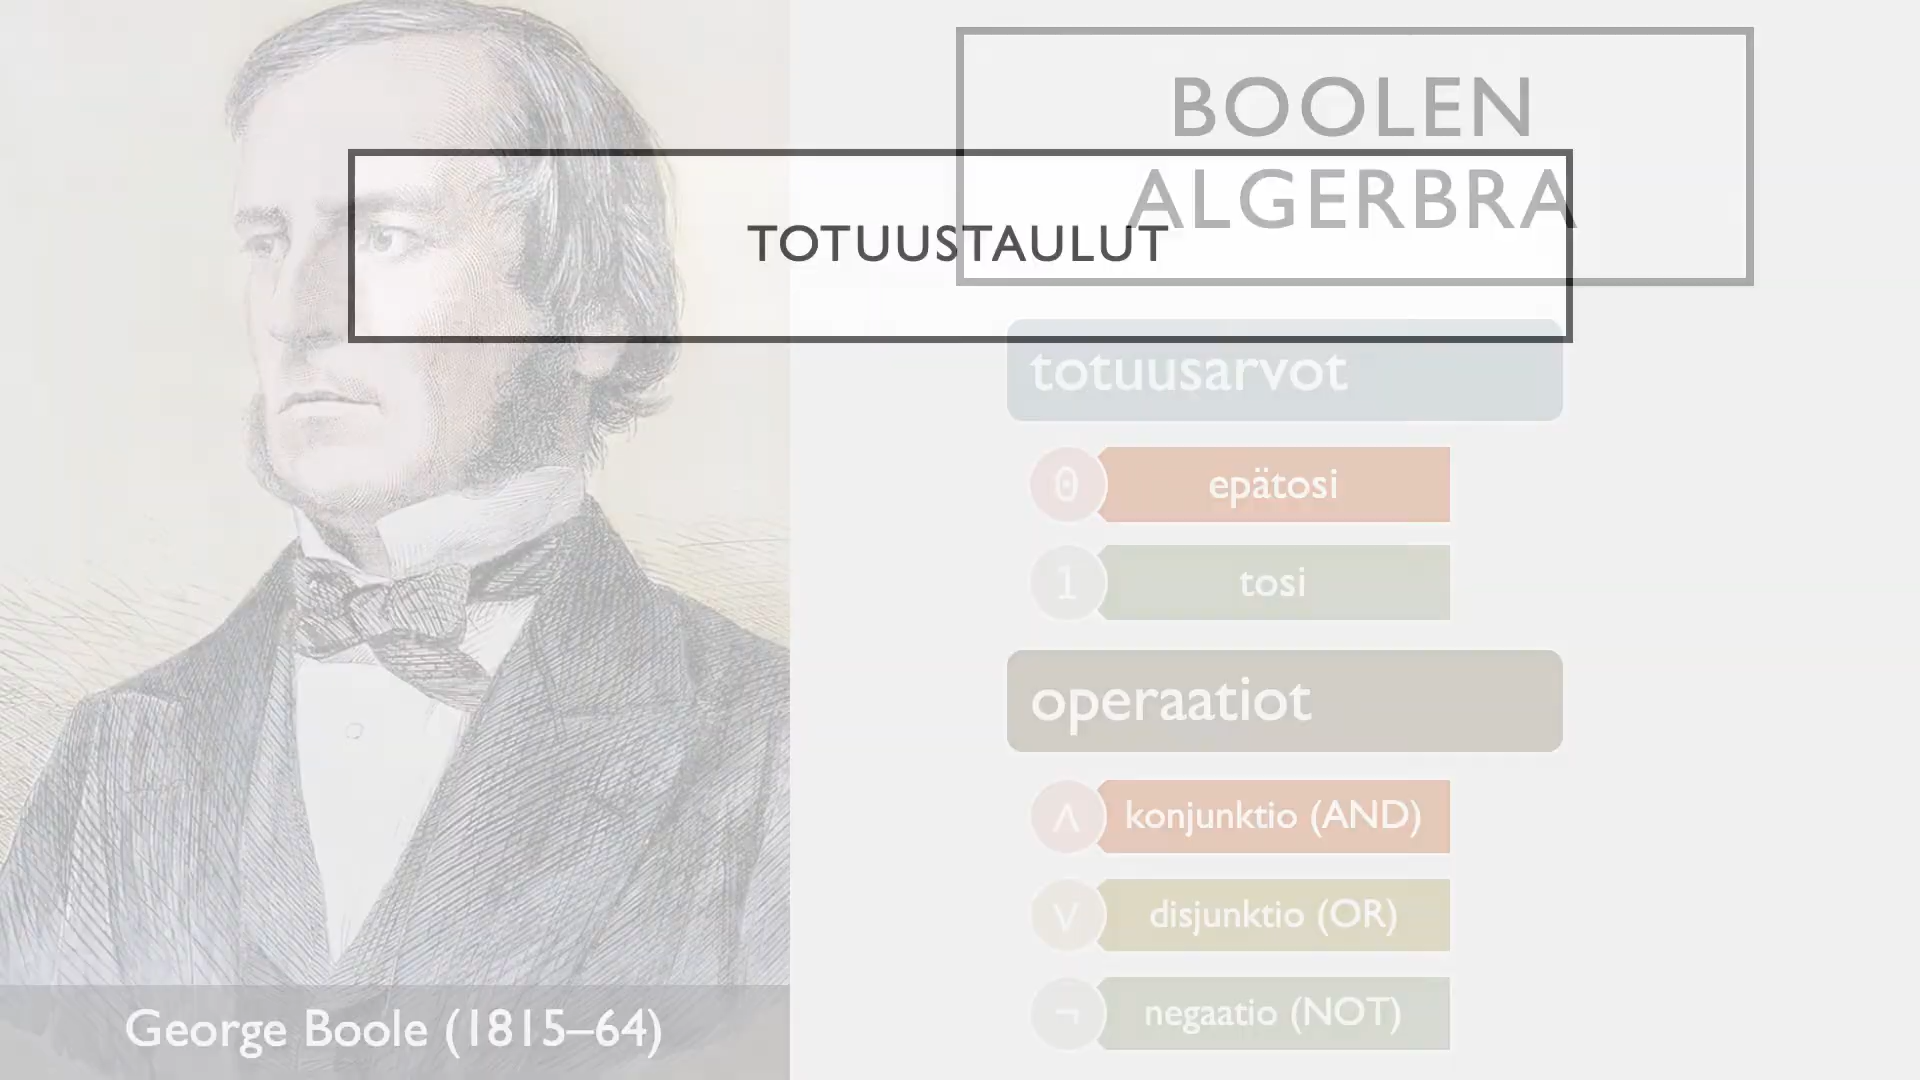 BOOLEN
ALGERBRA
TOTUUSTAULUT
totuusarvot
0 epätosi
1 tosi
operaatiot
∧ konjunktio (AND)
∨ disjunktio (OR)
¬ negaatio (NOT)
George Boole (1815–64)